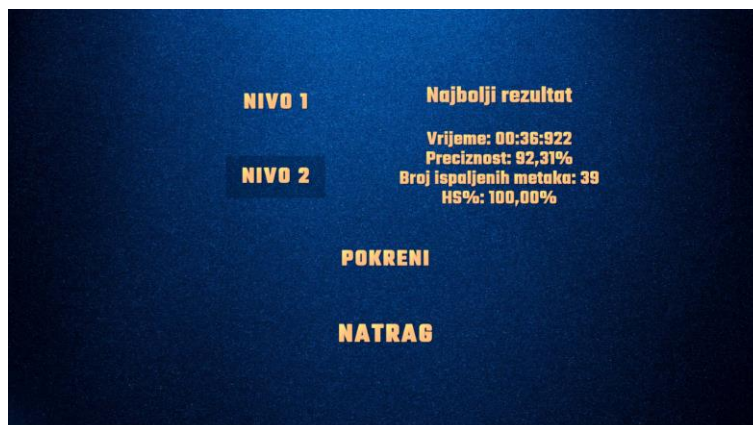 NIVO 1
NIVO 2
Najbolji rezultat
Vrijeme: 00:36:922
Preciznost: 92,31%
Broj ispaljenih metaka: 39
HS%: 100,00%
POKRENI
NATRAG